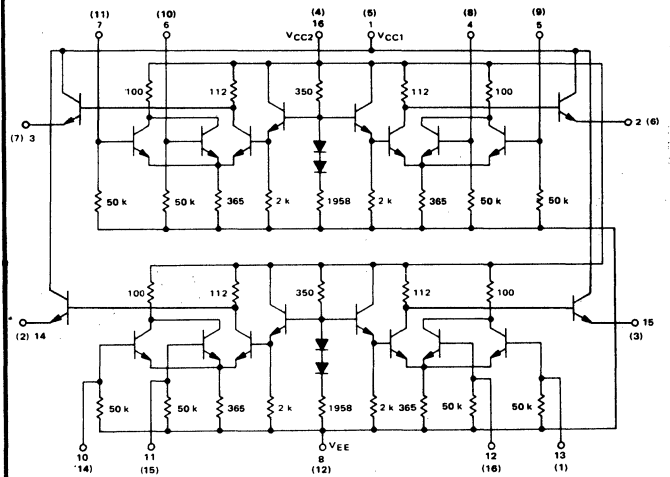 (11) (10) (4) (5) (8) (9)
7 6 16 1 4 5
VCC2 VCC1
100 112 350 112 100
(7) 3
2 (6)
50 k 50 k 365 2 k 1958 2 k 365 50 k 50 k
100 112 350 112 100
(2) 14
15
(3)
50 k 50 k 365 2 k 1958 2 k 365 50 k 50 k
VEE
10 11 8 12 13
(14) (15) (12) (16) (1)